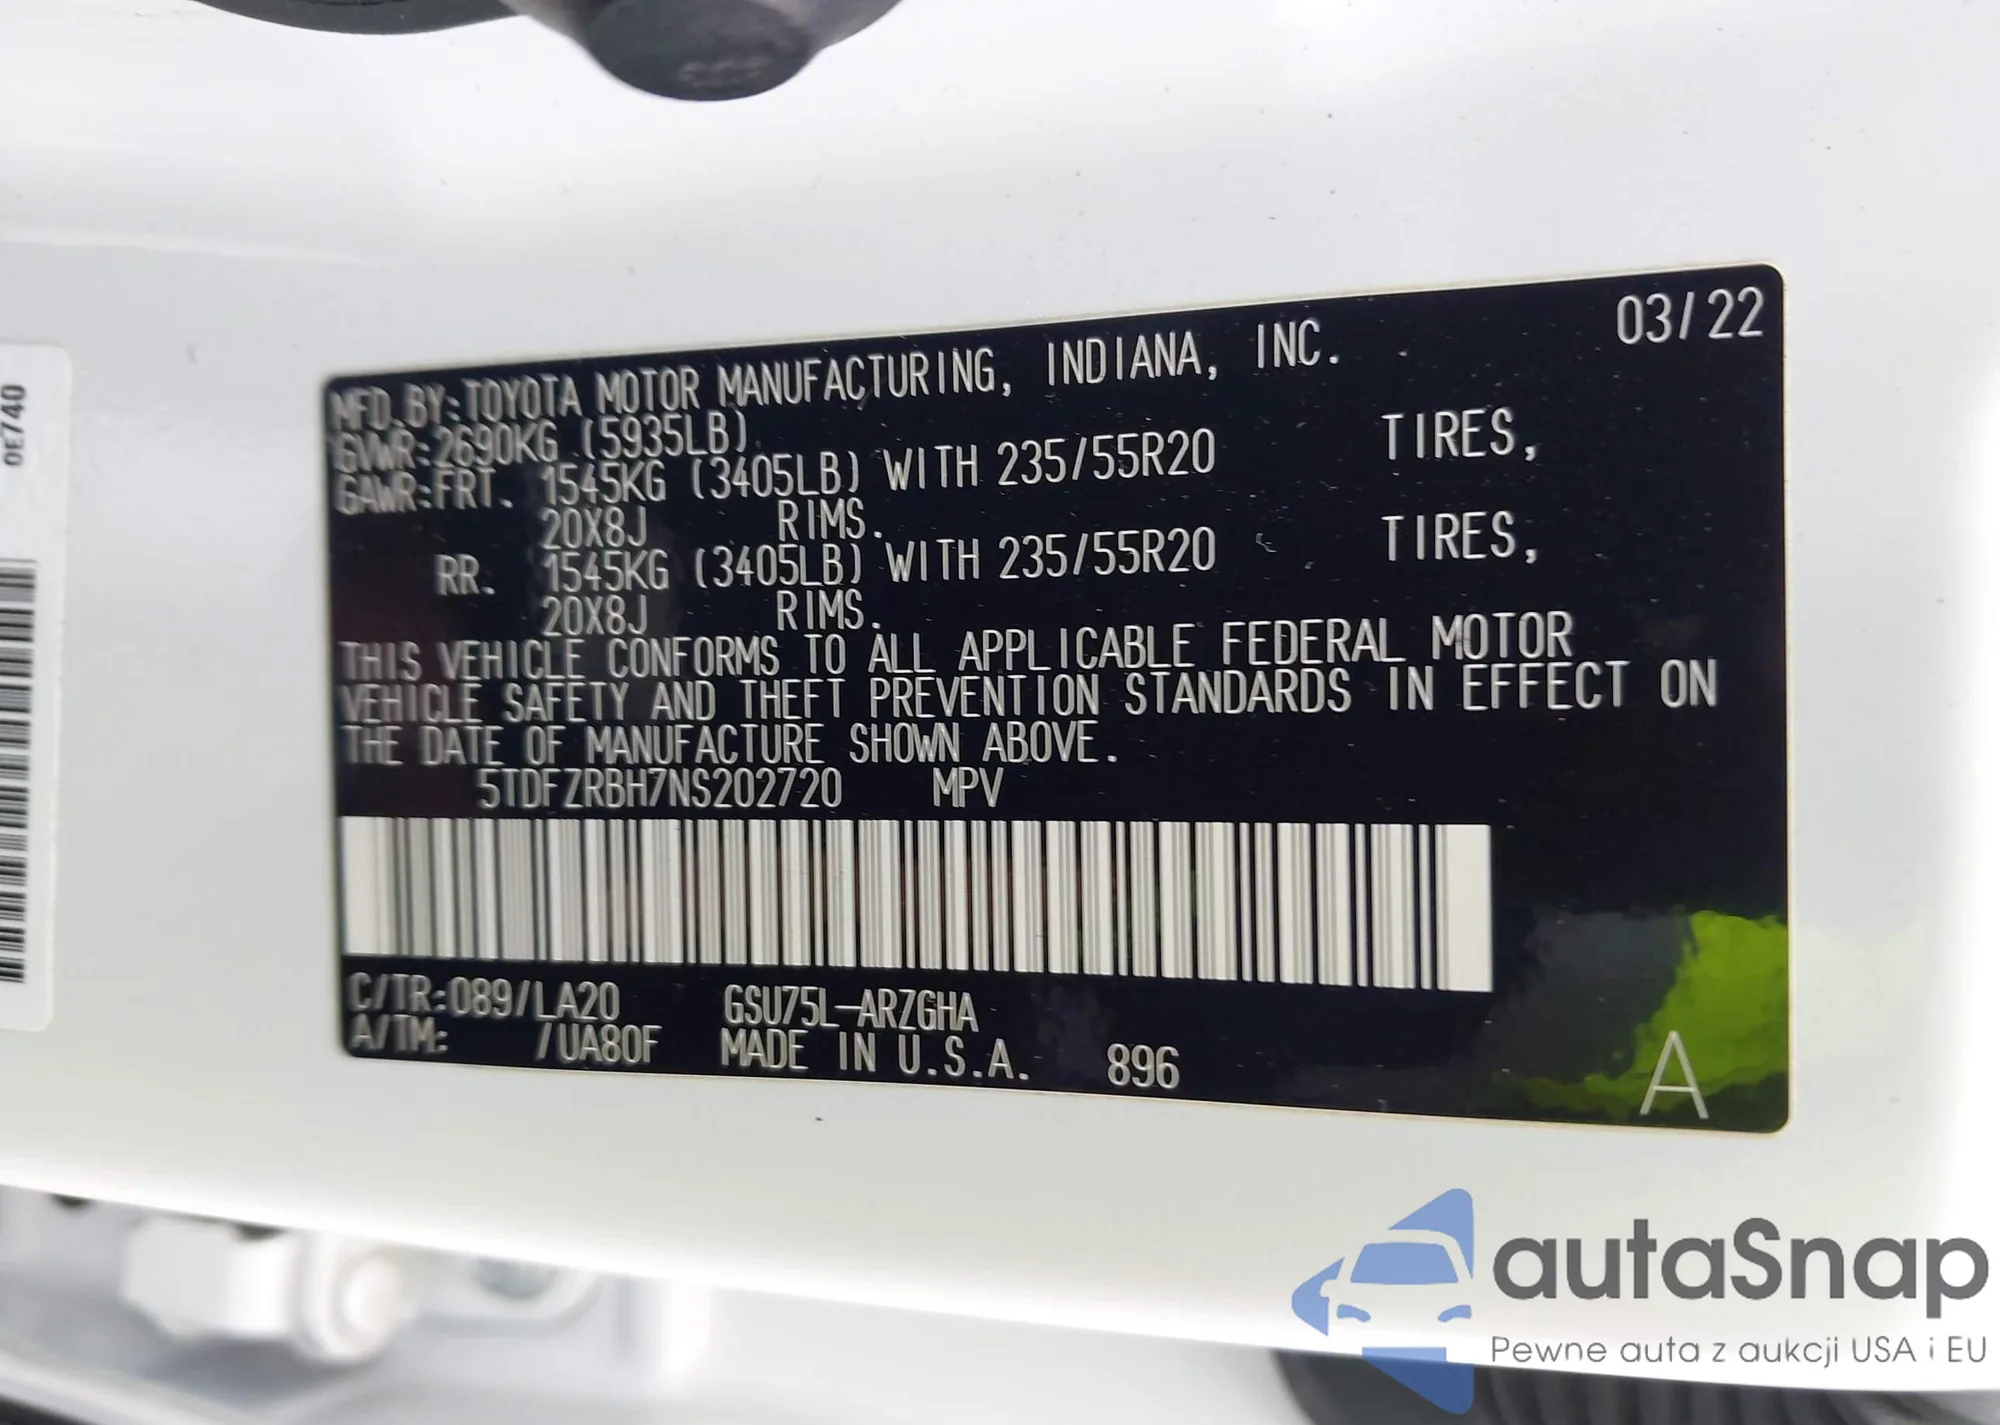 03/22
MFD.BY:TOYOTA MOTOR MANUFACTURING, INDIANA, INC.
GVWR:2690KG (5935LB)
GAWR:FRT. 1545KG (3405LB) WITH 235/55R20 TIRES,
20X8J RIMS.
RR. 1545KG (3405LB) WITH 235/55R20 TIRES,
20X8J RIMS.
THIS VEHICLE CONFORMS TO ALL APPLICABLE FEDERAL MOTOR
VEHICLE SAFETY AND THEFT PREVENTION STANDARDS IN EFFECT ON
THE DATE OF MANUFACTURE SHOWN ABOVE.
5TDFZRBH7NS202720 MPV
C/TR:089/LA20 GSU75L-ARZGHA
A/TM: /UA80F MADE IN U.S.A. 896
A
0E740
autaSnap
Pewne auta z aukcji USA i EU